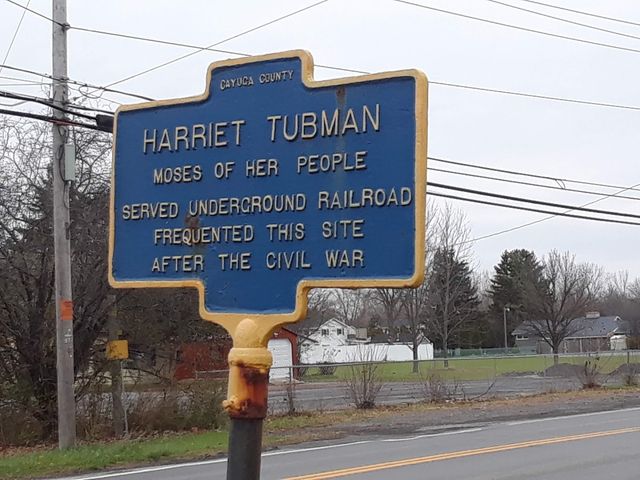 CAYUGA COUNTY
HARRIET TUBMAN
MOSES OF HER PEOPLE
SERVED UNDERGROUND RAILROAD
FREQUENTED THIS SITE
AFTER THE CIVIL WAR